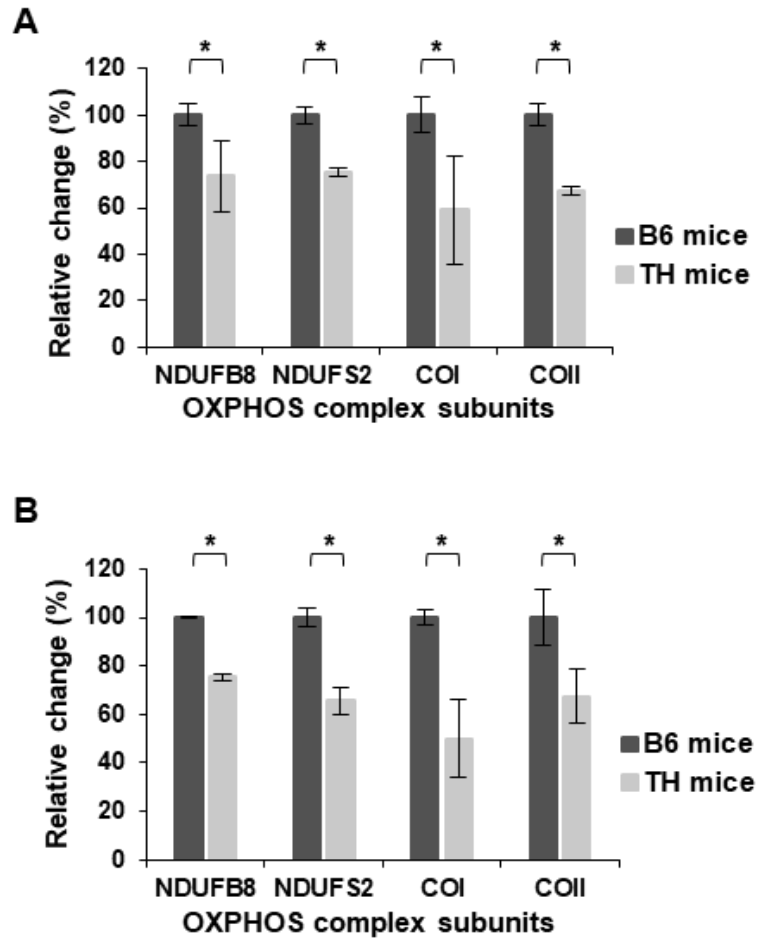 A
* * * *
120
100
80
60
40
20
0
Relative change (%)
B6 mice
TH mice
NDUFB8 NDUFS2 COI COII
OXPHOS complex subunits
B
* * * *
120
100
80
60
40
20
0
Relative change (%)
B6 mice
TH mice
NDUFB8 NDUFS2 COI COII
OXPHOS complex subunits